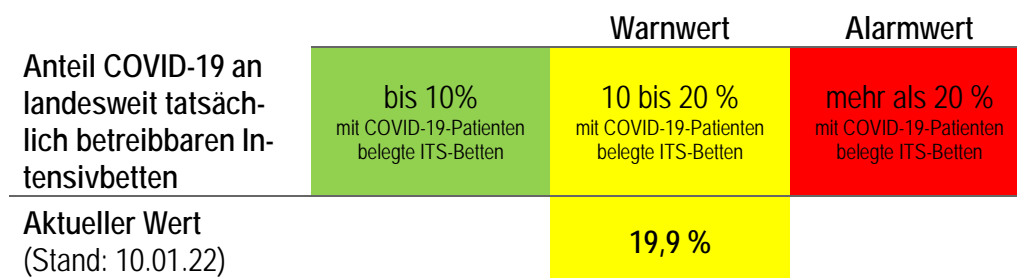 Warnwert Alarmwert
Anteil COVID-19 an
landesweit tatsäch-
lich betreibbaren In-
tensivbetten
bis 10%
mit COVID-19-Patienten
belegte ITS-Betten
10 bis 20 %
mit COVID-19-Patienten
belegte ITS-Betten
mehr als 20 %
mit COVID-19-Patienten
belegte ITS-Betten
Aktueller Wert
(Stand: 10.01.22)
19,9 %